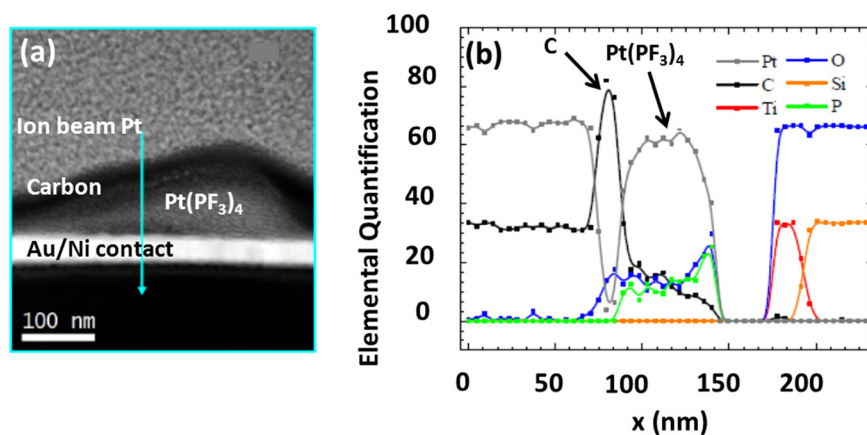 (a)
Ion beam Pt
Carbon
Pt(PF₃)₄
Au/Ni contact
100 nm
(b)
C
Pt(PF₃)₄
Pt
O
C
Si
Ti
P
100
80
60
40
20
0
Elemental Quantification
0
50
100
150
200
x (nm)